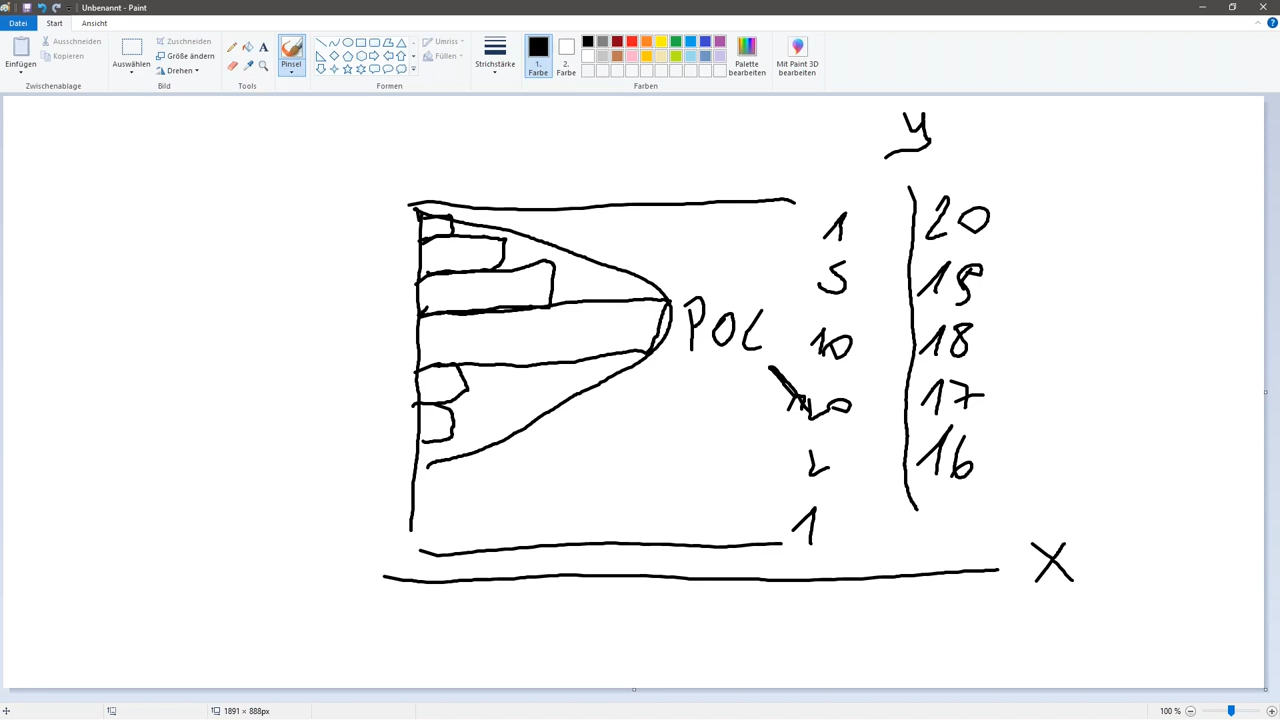 Unbenannt - Paint
Datei Start Ansicht
Einfügen
Ausschneiden
Kopieren
Zwischenablage
Auswählen
Zuschneiden
Größe ändern
Drehen
Bild
Tools
Pinsel
Formen
Umriss
Füllen
Strichstärke
1. Farbe
2. Farbe
Palette bearbeiten
Farben
Mit Paint 3D bearbeiten
y
1 20
5 19
10 18
POC
20 17
2 16
1
X
1891 × 888px
100 %